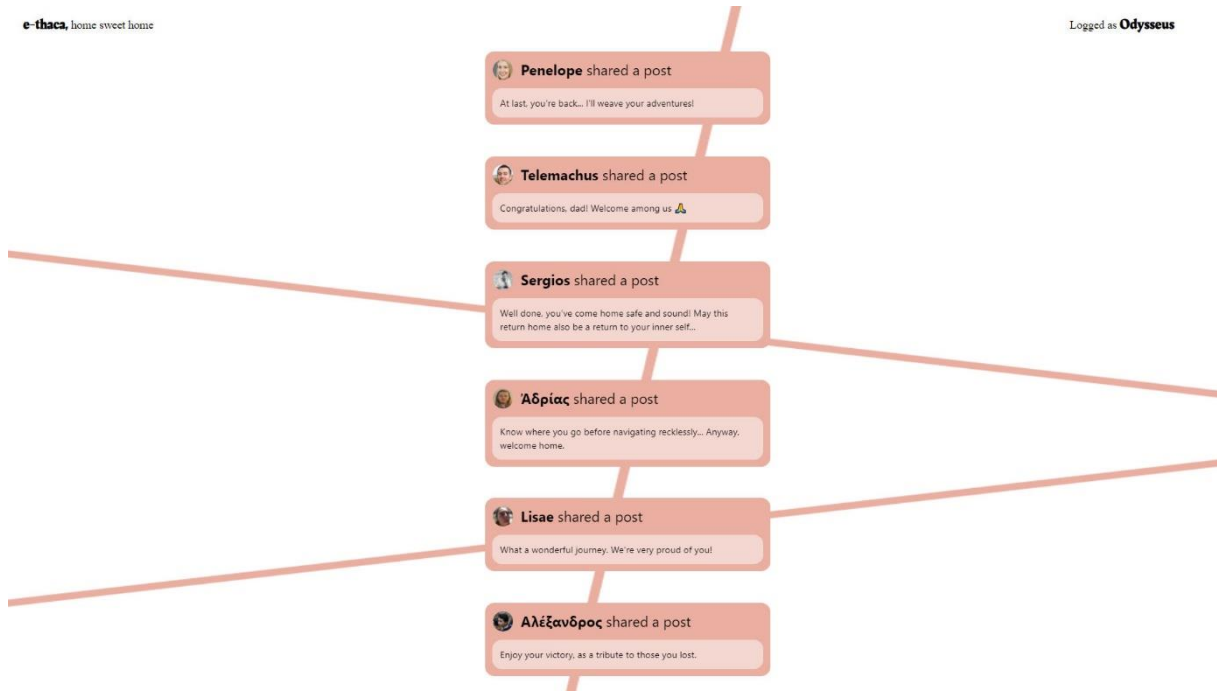 e-thaca, home sweet home
Logged as Odysseus
Penelope shared a post
At last, you're back... I'll weave your adventures!
Telemachus shared a post
Congratulations, dad! Welcome among us 🙏
Sergios shared a post
Well done, you've come home safe and sound! May this
return home also be a return to your inner self...
Ἀδρίας shared a post
Know where you go before navigating recklessly... Anyway,
welcome home.
Lisae shared a post
What a wonderful journey. We're very proud of you!
Αλέξανδρος shared a post
Enjoy your victory, as a tribute to those you lost.